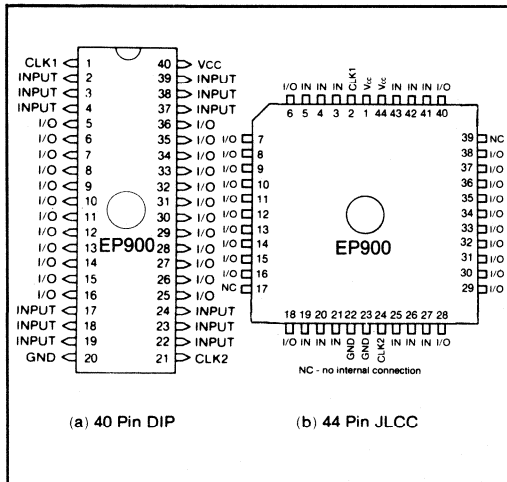 CLK1 1 40 VCC
INPUT 2 39 INPUT
INPUT 3 38 INPUT
INPUT 4 37 INPUT
I/O 5 36 I/O
I/O 6 35 I/O
I/O 7 34 I/O
I/O 8 33 I/O
I/O 9 32 I/O
I/O 10 31 I/O
I/O 11 30 I/O
I/O 12 29 I/O
I/O 13 28 I/O
I/O 14 27 I/O
I/O 15 26 I/O
I/O 16 25 I/O
INPUT 17 24 INPUT
INPUT 18 23 INPUT
INPUT 19 22 INPUT
GND 20 21 CLK2
EP900
(a) 40 Pin DIP
I/O IN IN IN CLK1 Vcc Vcc IN IN IN I/O
6 5 4 3 2 1 44 43 42 41 40
I/O 7 39 NC
I/O 8 38 I/O
I/O 9 37 I/O
I/O 10 36 I/O
I/O 11 35 I/O
I/O 12 34 I/O
I/O 13 33 I/O
I/O 14 32 I/O
I/O 15 31 I/O
I/O 16 30 I/O
NC 17 29 I/O
EP900
18 19 20 21 22 23 24 25 26 27 28
I/O IN IN IN GND GND CLK2 IN IN IN I/O
NC - no internal connection
(b) 44 Pin JLCC